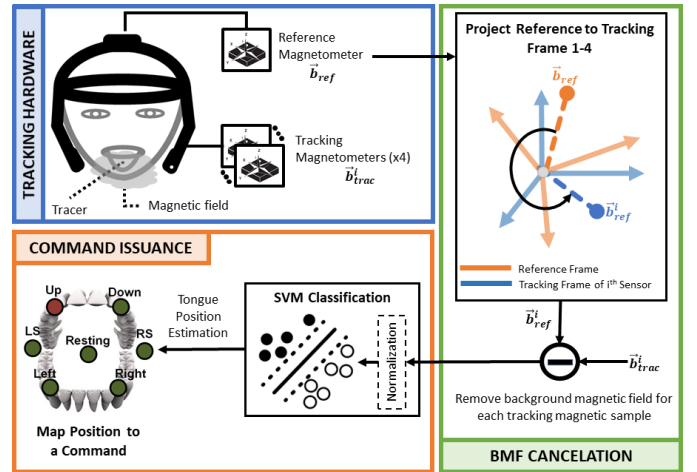 TRACKING HARDWARE
Reference
Magnetometer
b⃗ref
Tracking
Magnetometers (x4)
b⃗itrac
Tracer
Magnetic field
Project Reference to Tracking
Frame 1-4
b⃗ref
b⃗iref
Reference Frame
Tracking Frame of ith Sensor
b⃗iref
b⃗itrac
Remove background magnetic field for
each tracking magnetic sample
BMF CANCELATION
COMMAND ISSUANCE
Up
Down
LS
Resting
RS
Left
Right
Map Position to
a Command
Tongue
Position
Estimation
SVM Classification
Normalization